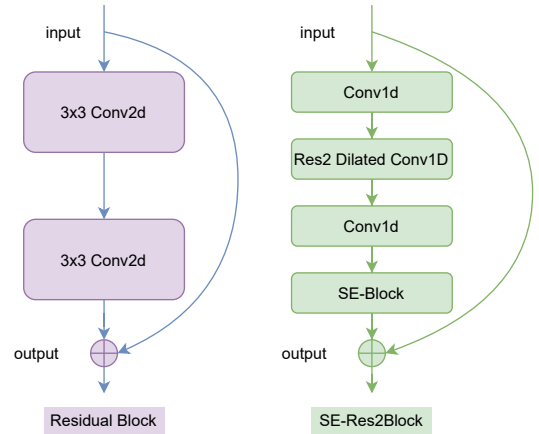 input
3x3 Conv2d
3x3 Conv2d
output
Residual Block
input
Conv1d
Res2 Dilated Conv1D
Conv1d
SE-Block
output
SE-Res2Block